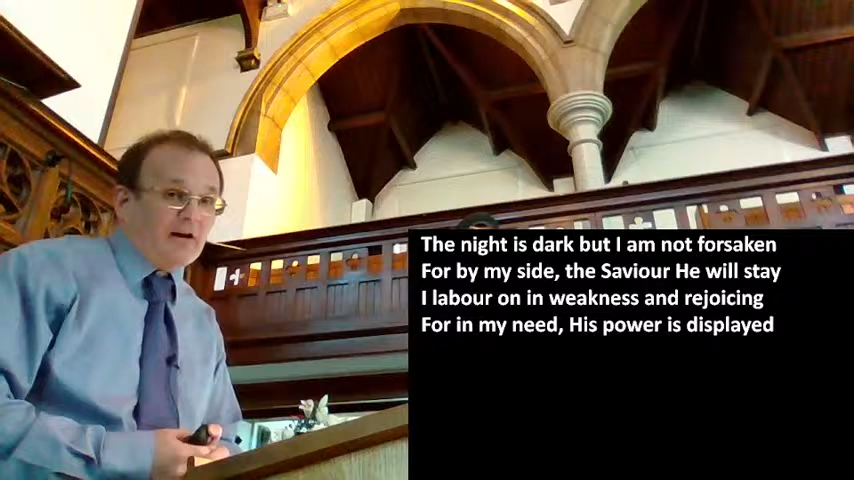 The night is dark but I am not forsaken
For by my side, the Saviour He will stay
I labour on in weakness and rejoicing
For in my need, His power is displayed